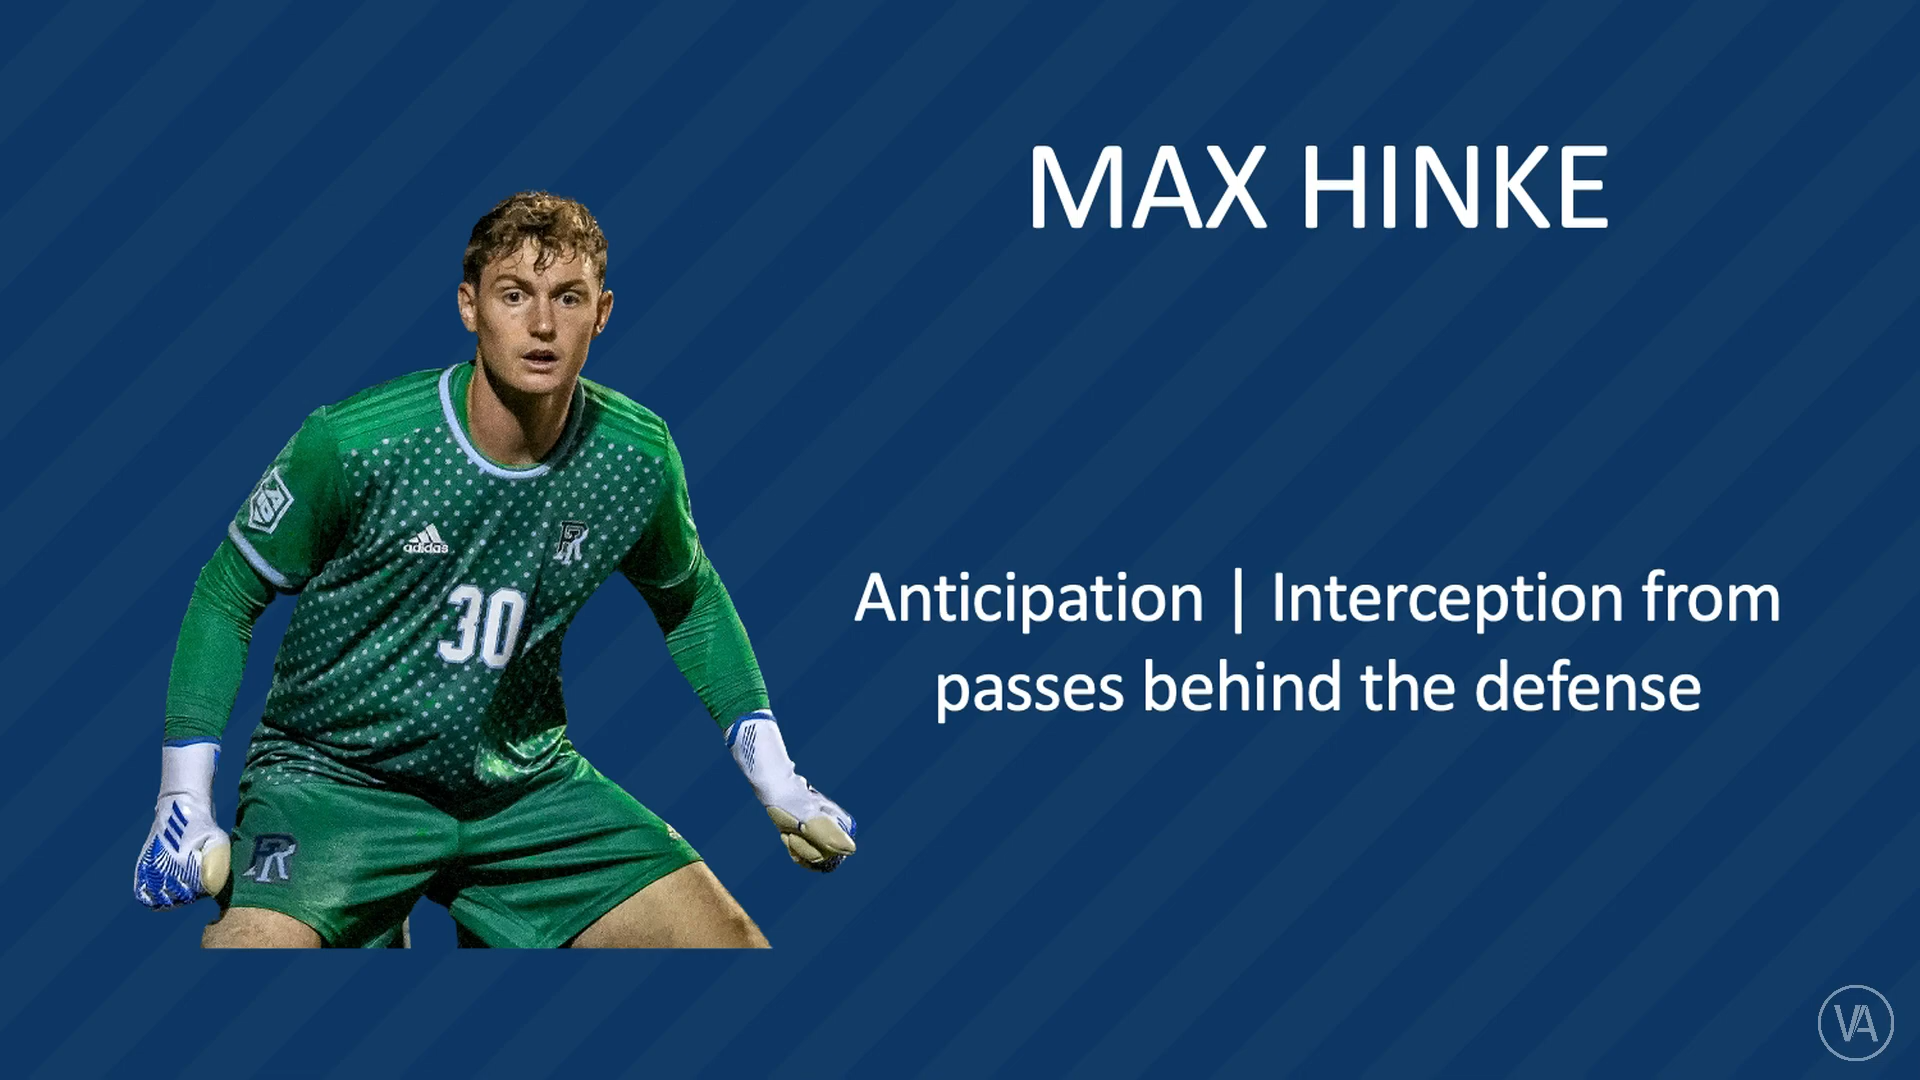 MAX HINKE
Anticipation | Interception from
passes behind the defense
adidas
R
30
R
VA